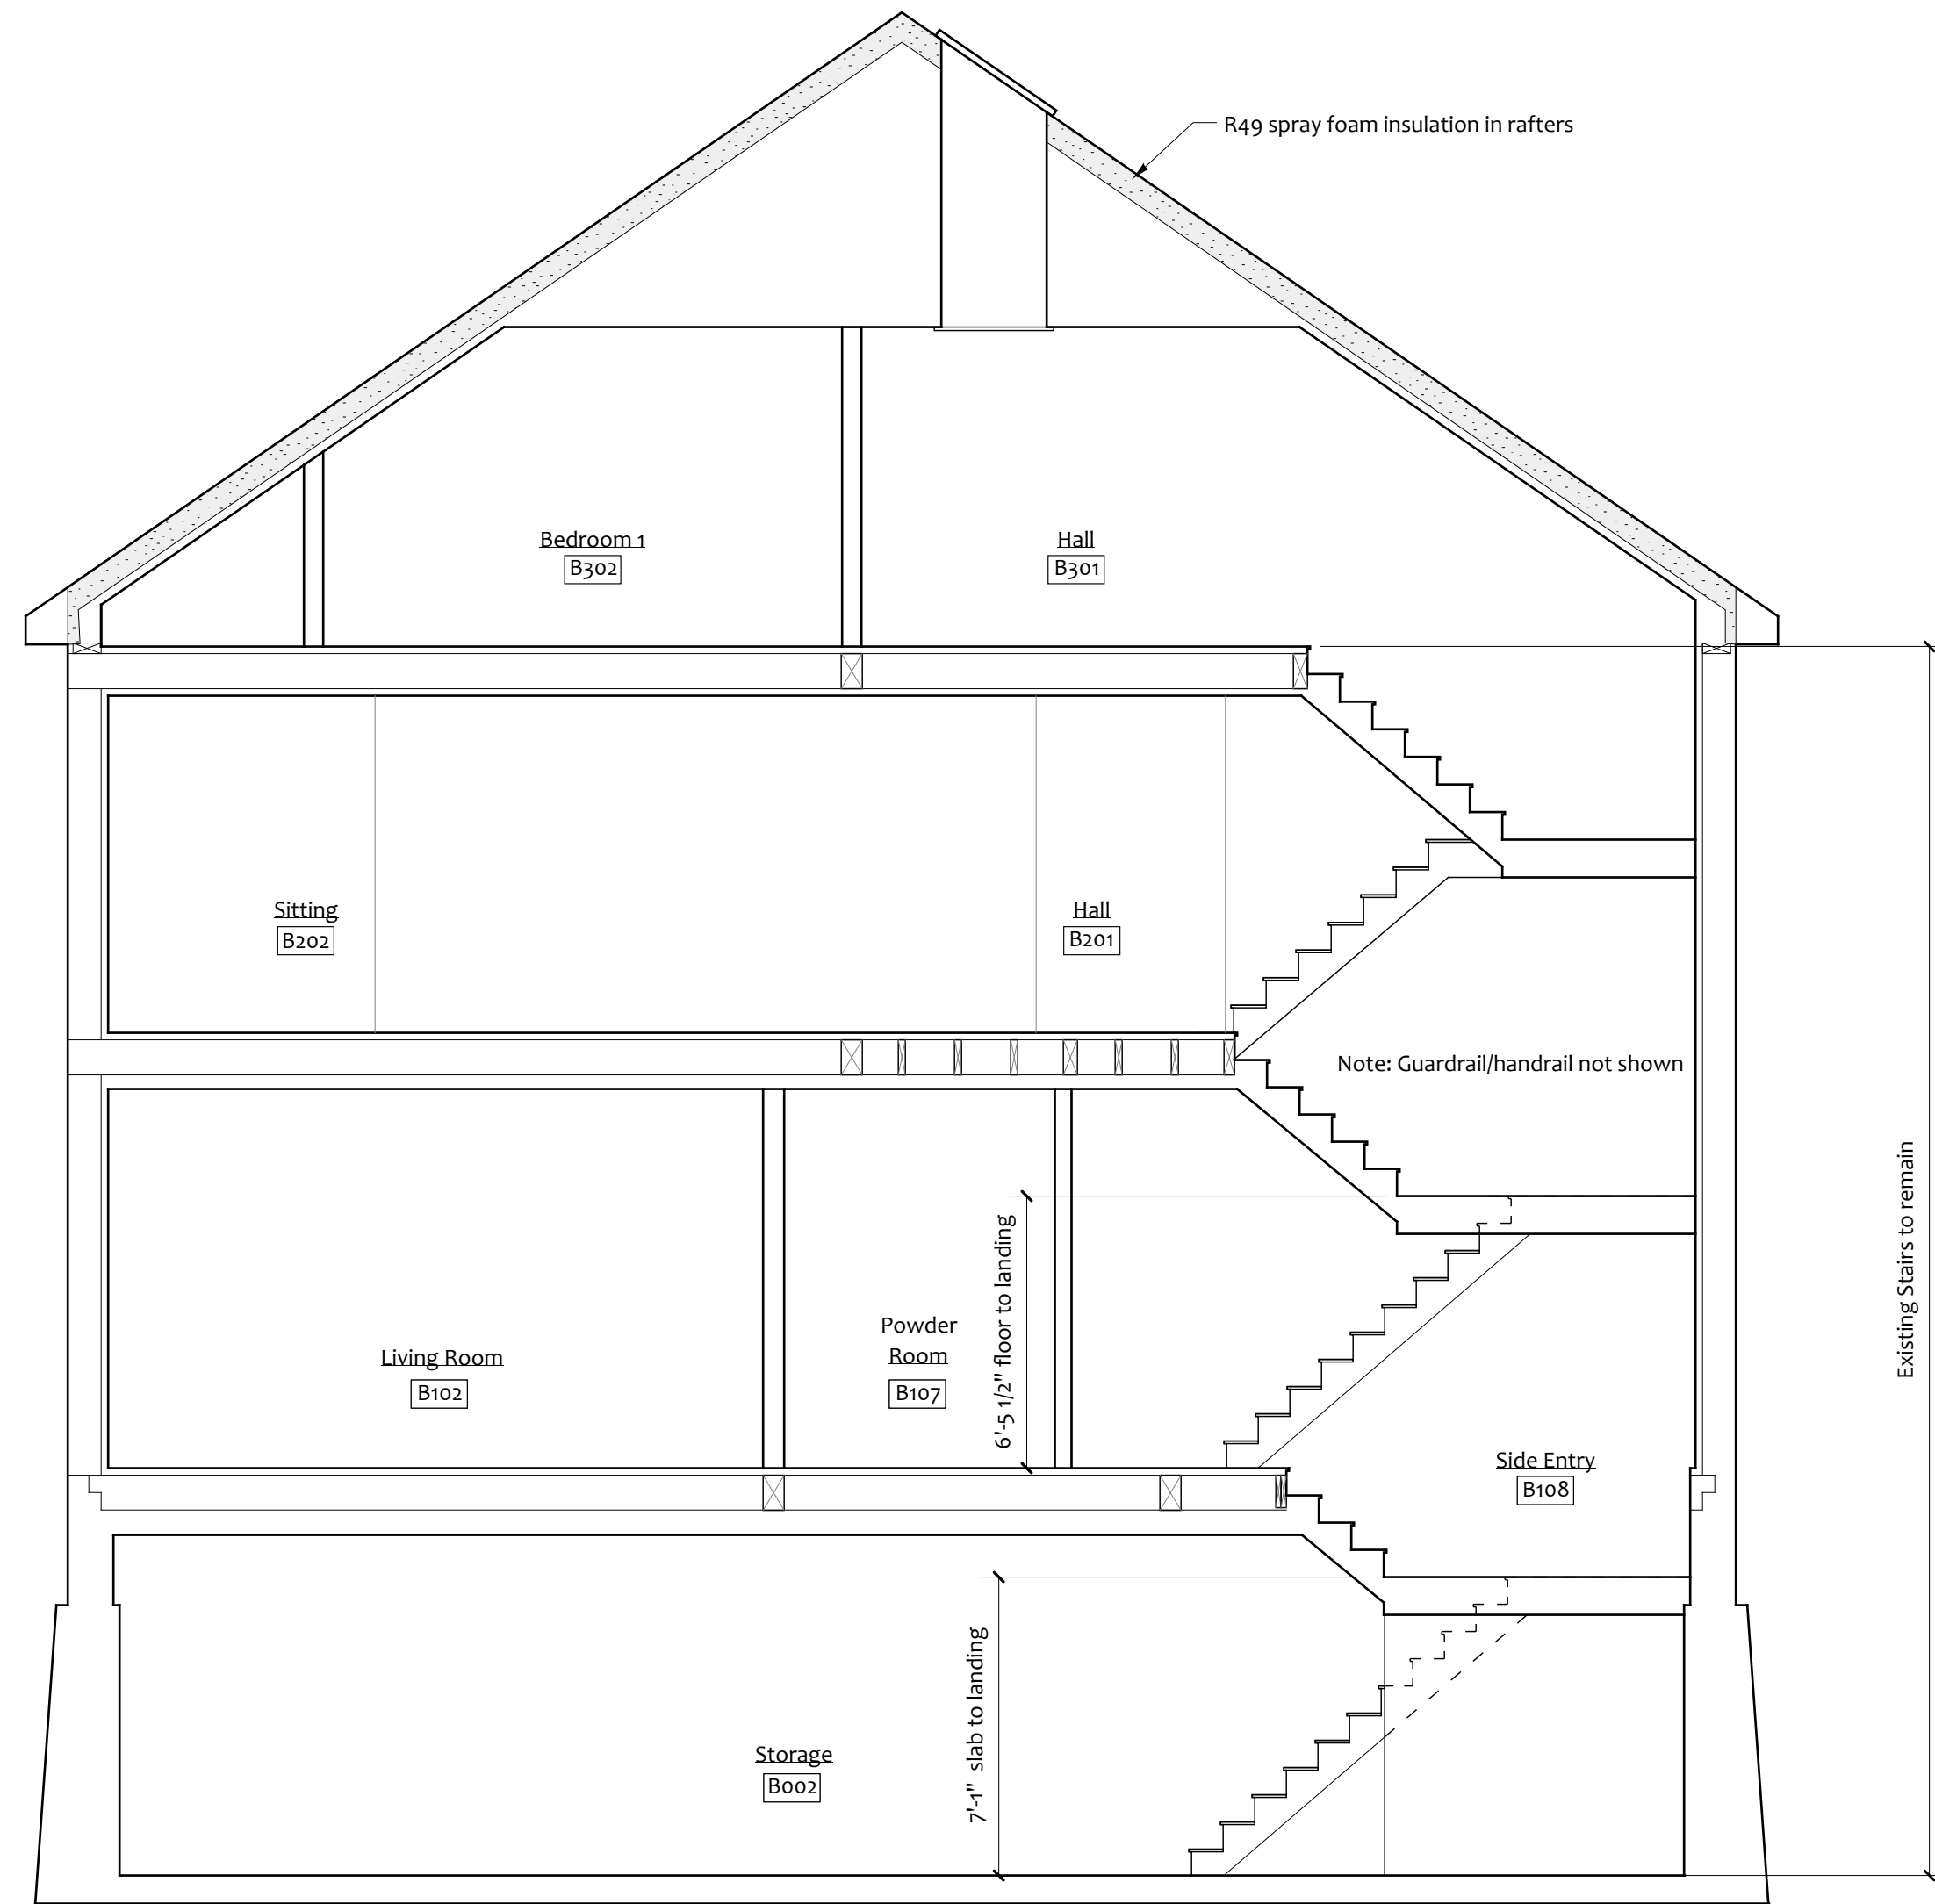 R49 spray foam insulation in rafters
Bedroom 1
B302
Hall
B301
Sitting
B202
Hall
B201
Note: Guardrail/handrail not shown
Existing Stairs to remain
6'-5 1/2" floor to landing
Living Room
B102
Powder
Room
B107
Side Entry
B108
7'-1" slab to landing
Storage
B002